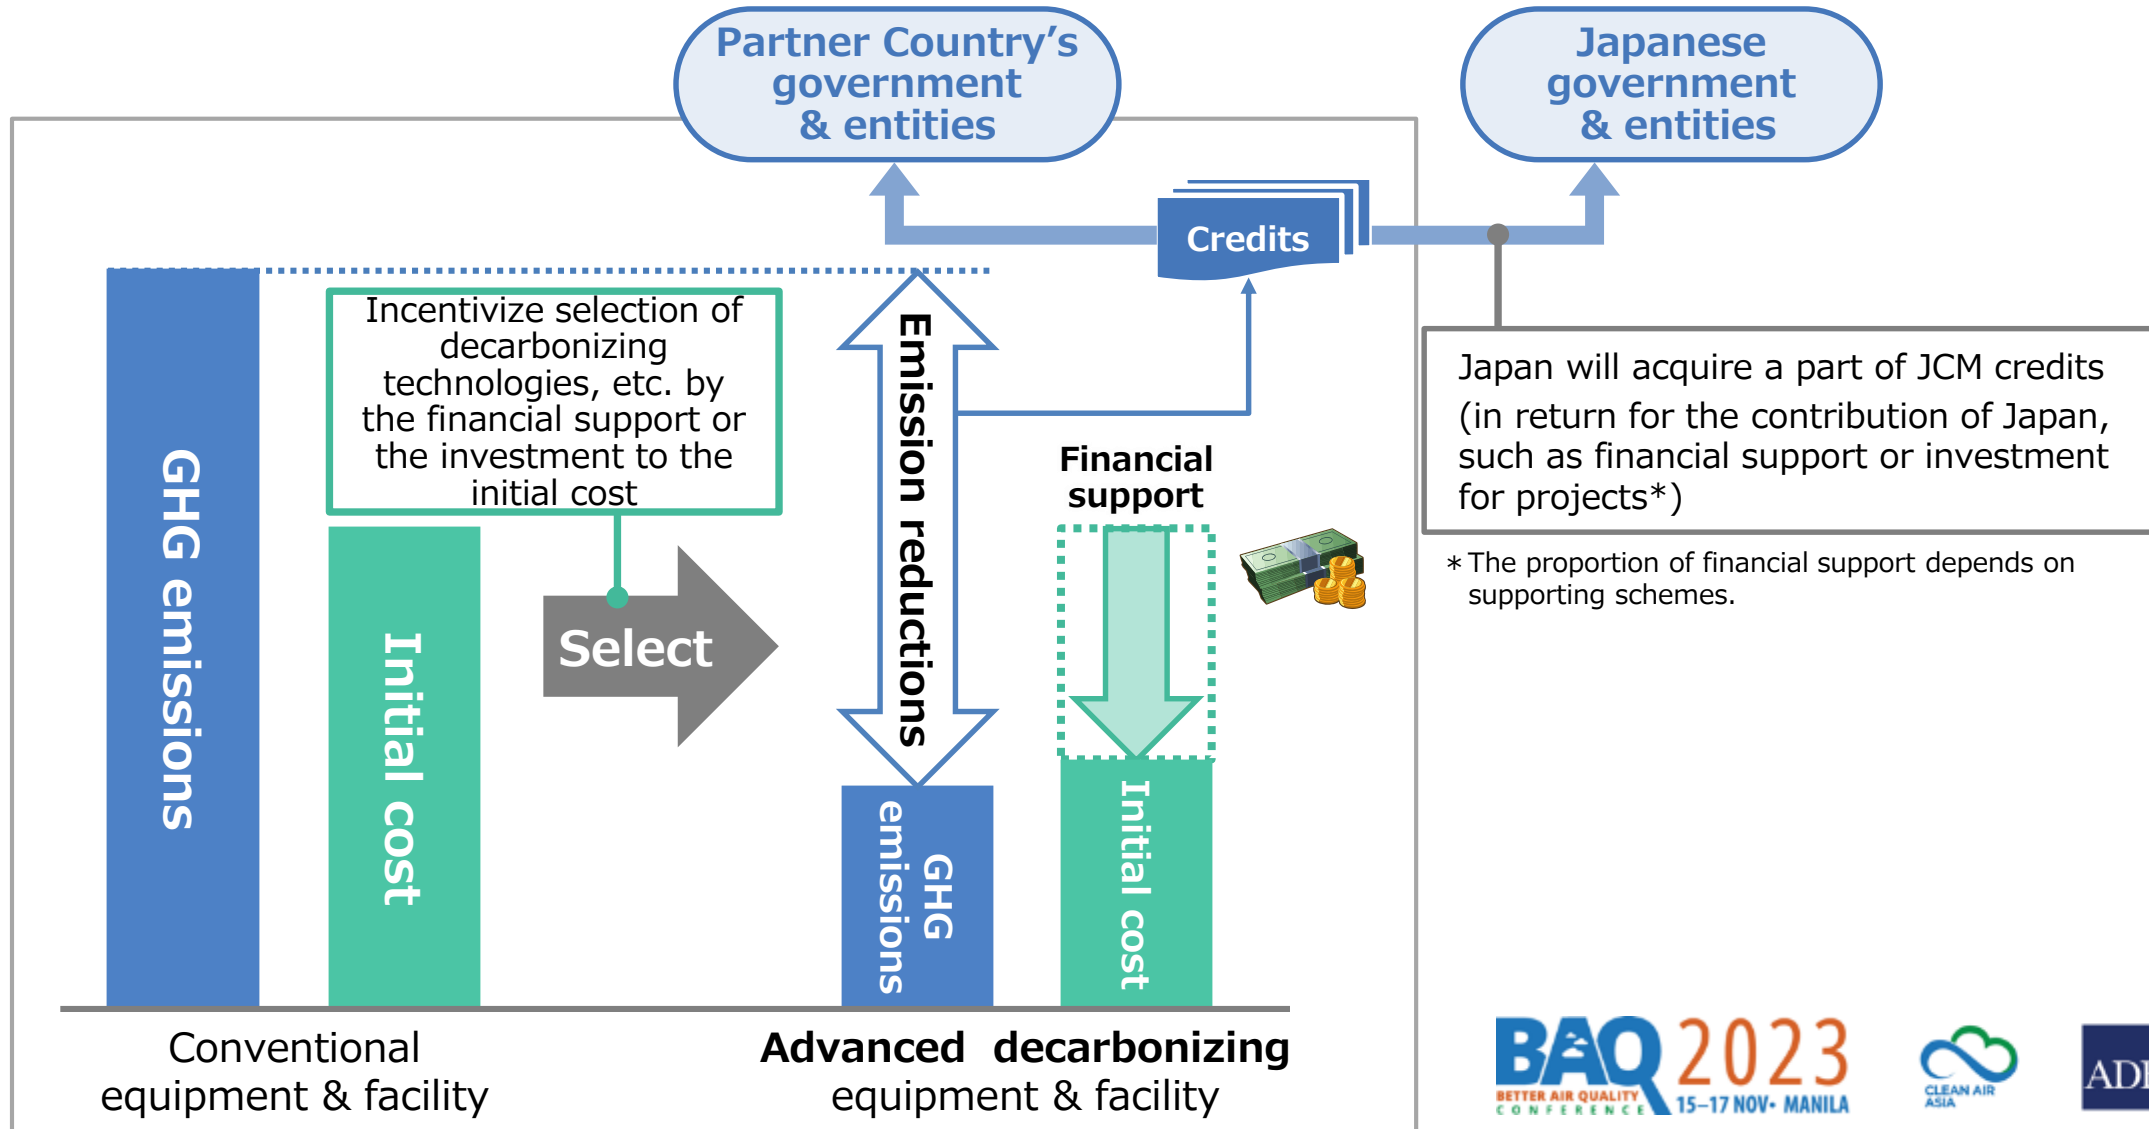 Partner Country’s
government
& entities
Japanese
government
& entities
Credits
Incentivize selection of
decarbonizing
technologies, etc. by
the financial support or
the investment to the
initial cost
GHG emissions
Initial cost
Select
Emission reductions
GHG
emissions
Financial
support
Initial cost
Japan will acquire a part of JCM credits
(in return for the contribution of Japan,
such as financial support or investment
for projects*)
* The proportion of financial support depends on
supporting schemes.
Conventional
equipment & facility
Advanced decarbonizing
equipment & facility
BAQ 2023
BETTER AIR QUALITY
CONFERENCE
15–17 NOV• MANILA
CLEAN AIR
ASIA